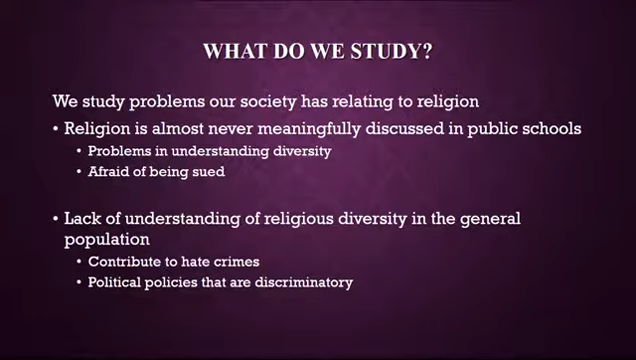 WHAT DO WE STUDY?
We study problems our society has relating to religion
• Religion is almost never meaningfully discussed in public schools
• Problems in understanding diversity
• Afraid of being sued
• Lack of understanding of religious diversity in the general
population
• Contribute to hate crimes
• Political policies that are discriminatory